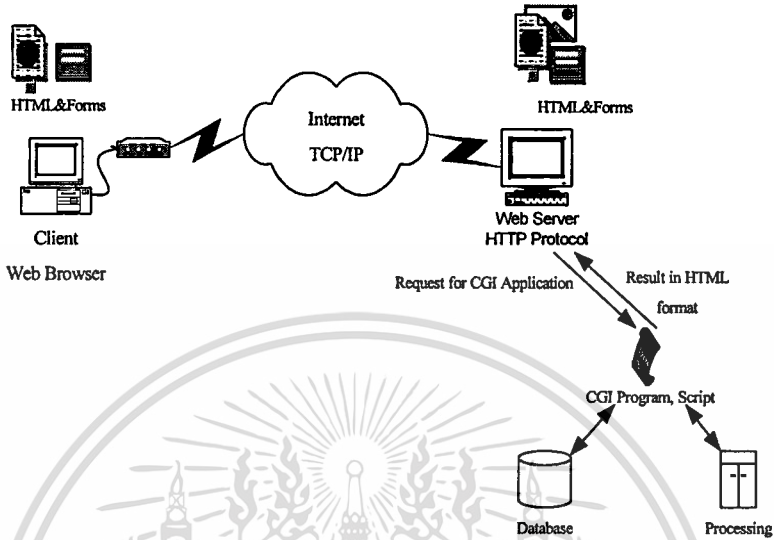 HTML&Forms
HTML&Forms
Internet
TCP/IP
Client
Web Browser
Web Server
HTTP Protocol
Request for CGI Application
Result in HTML
format
CGI Program, Script
Database
Processing